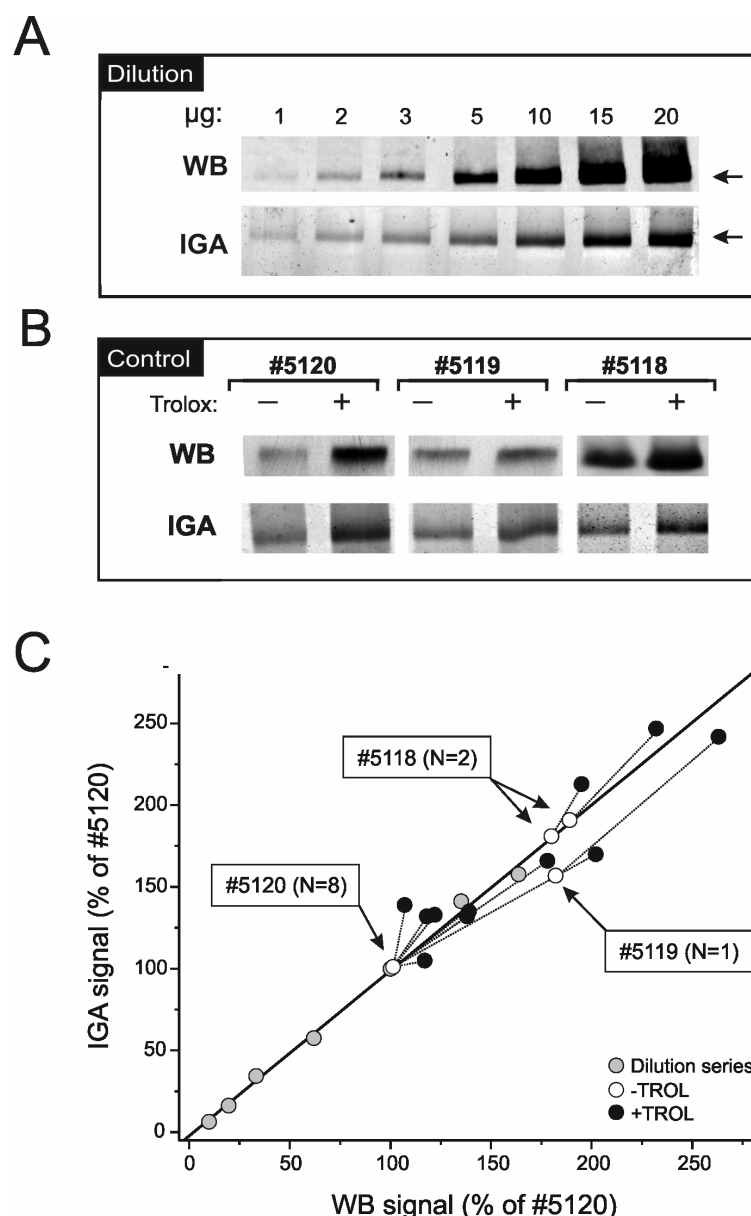 A
Dilution
µg: 1 2 3 5 10 15 20
WB
IGA
B
Control
#5120 #5119 #5118
Trolox: – + – + – +
WB
IGA
C
IGA signal (% of #5120)
250
200
150
100
50
0
#5118 (N=2)
#5120 (N=8)
#5119 (N=1)
Dilution series
-TROL
+TROL
0 50 100 150 200 250
WB signal (% of #5120)